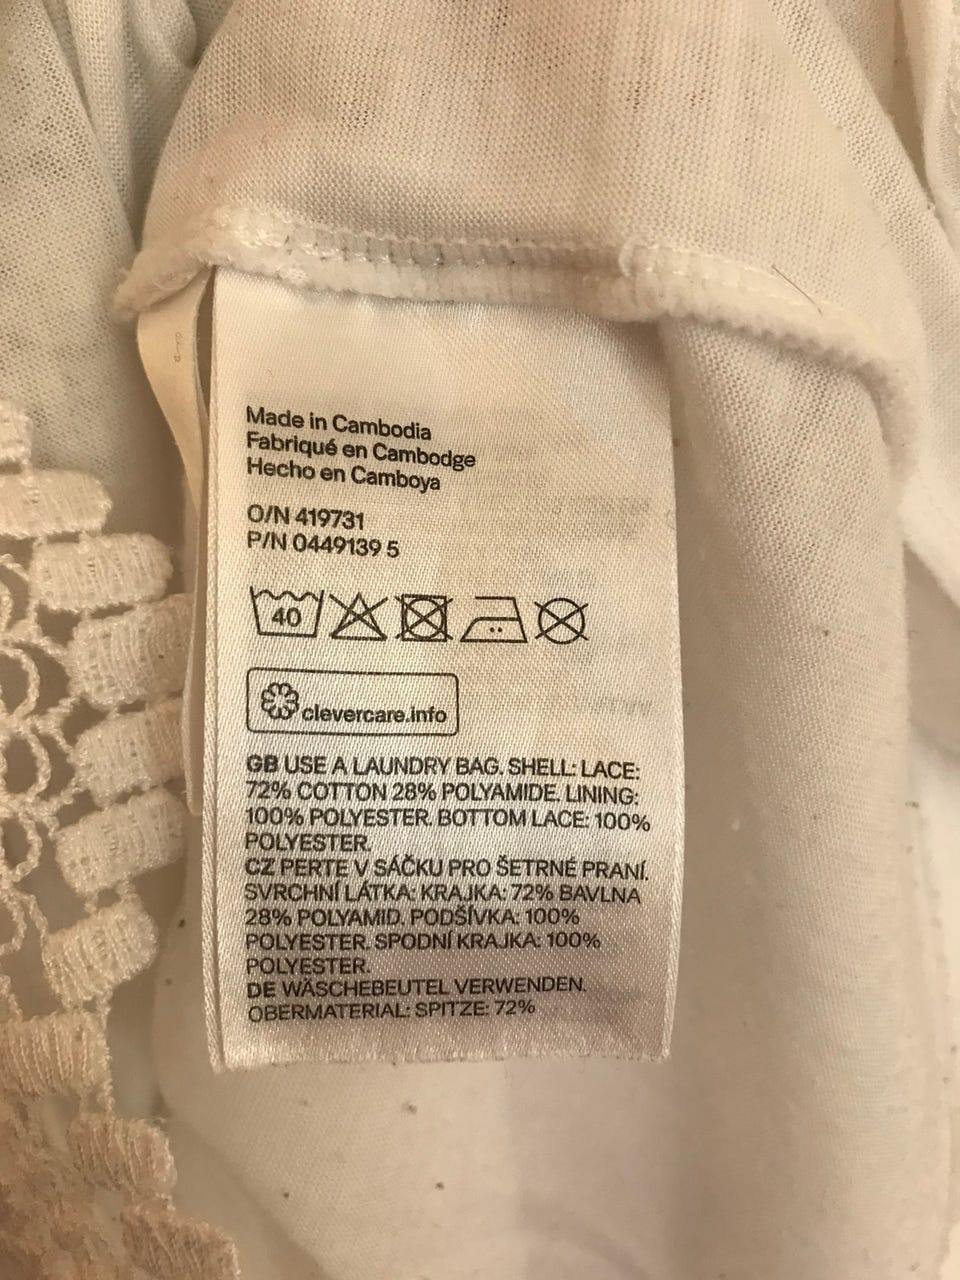 Made in Cambodia
Fabriqué en Cambodge
Hecho en Camboya
O/N 419731
P/N 0449139 5
40
clevercare.info
GB USE A LAUNDRY BAG. SHELL: LACE:
72% COTTON 28% POLYAMIDE. LINING:
100% POLYESTER. BOTTOM LACE: 100%
POLYESTER.
CZ PERTE V SÁČKU PRO ŠETRNÉ PRANÍ.
SVRCHNÍ LÁTKA: KRAJKA: 72% BAVLNA
28% POLYAMID. PODŠÍVKA: 100%
POLYESTER. SPODNÍ KRAJKA: 100%
POLYESTER.
DE WÄSCHEBEUTEL VERWENDEN.
OBERMATERIAL: SPITZE: 72%